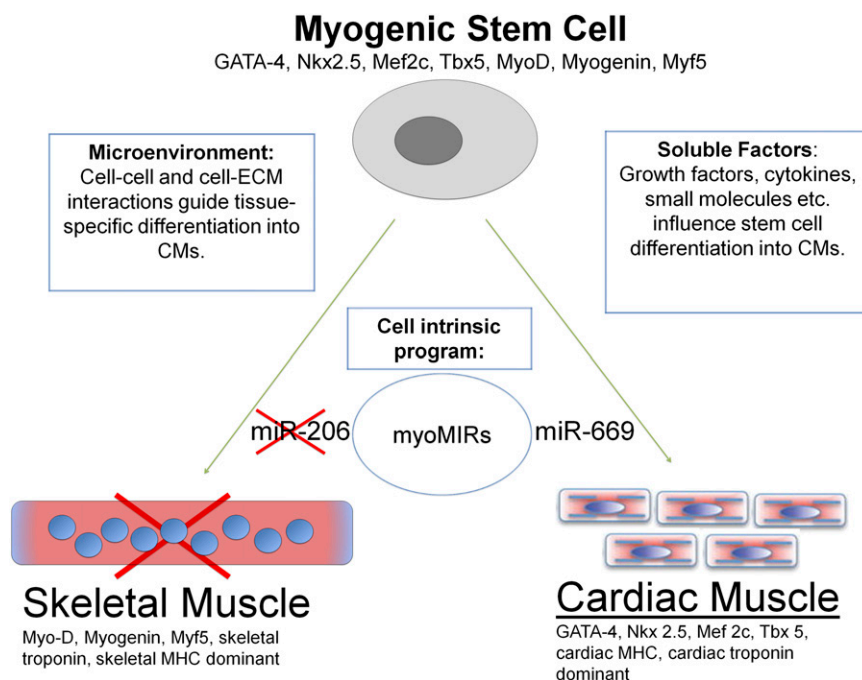 Myogenic Stem Cell
GATA-4, Nkx2.5, Mef2c, Tbx5, MyoD, Myogenin, Myf5
Microenvironment:
Cell-cell and cell-ECM
interactions guide tissue-
specific differentiation into
CMs.
Soluble Factors:
Growth factors, cytokines,
small molecules etc.
influence stem cell
differentiation into CMs.
Cell intrinsic
program:
miR-206
myoMIRs
miR-669
Skeletal Muscle
Myo-D, Myogenin, Myf5, skeletal
troponin, skeletal MHC dominant
Cardiac Muscle
GATA-4, Nkx 2.5, Mef 2c, Tbx 5,
cardiac MHC, cardiac troponin
dominant